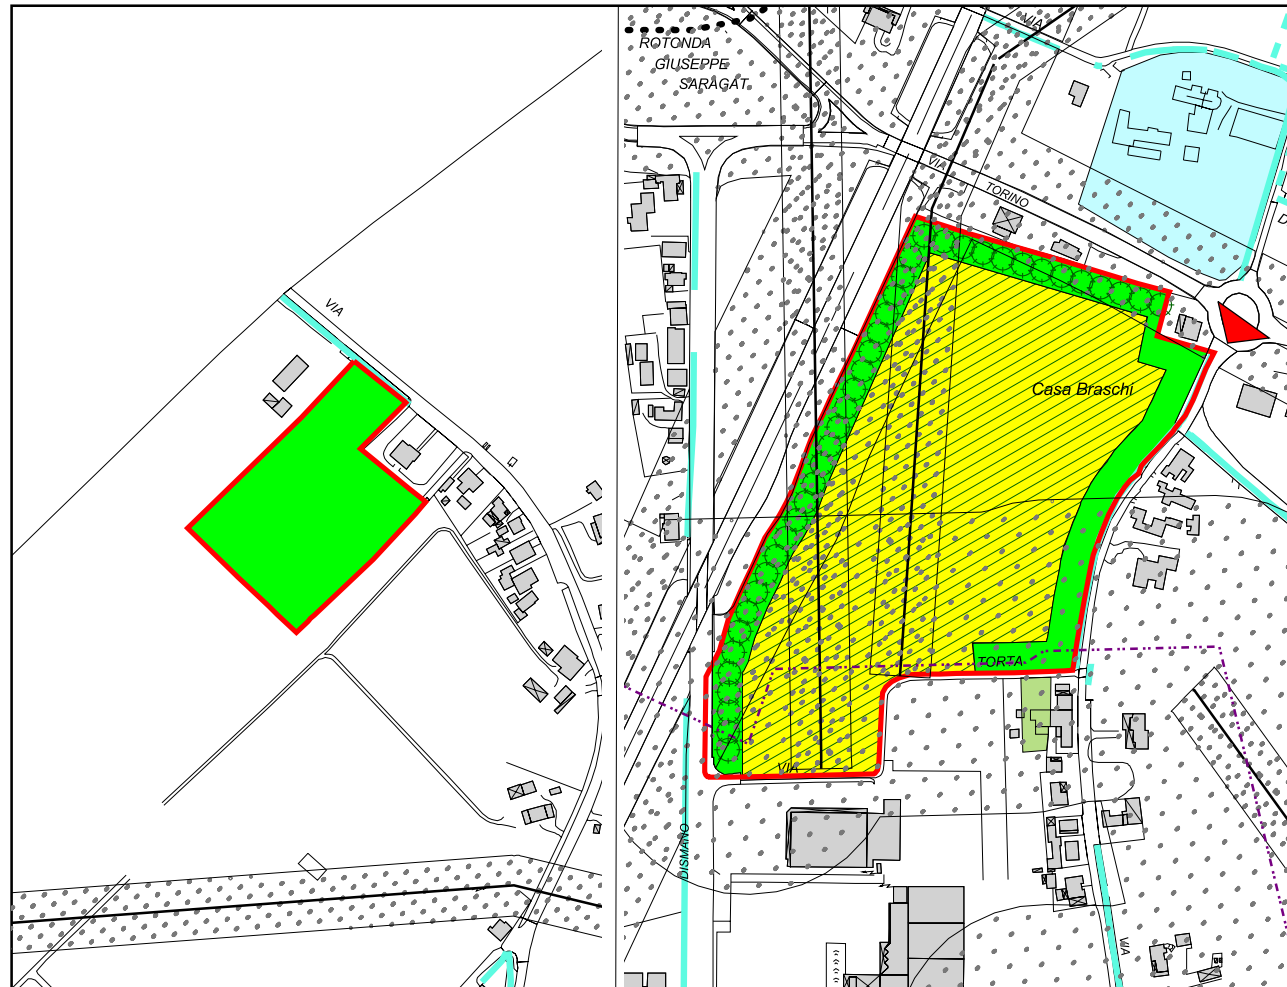 VIA
ROTONDA
GIUSEPPE
SARAGAT
VIA
VIA
TORINO
D
Casa Braschi
TORTA
VIA
DISMANO
VIA